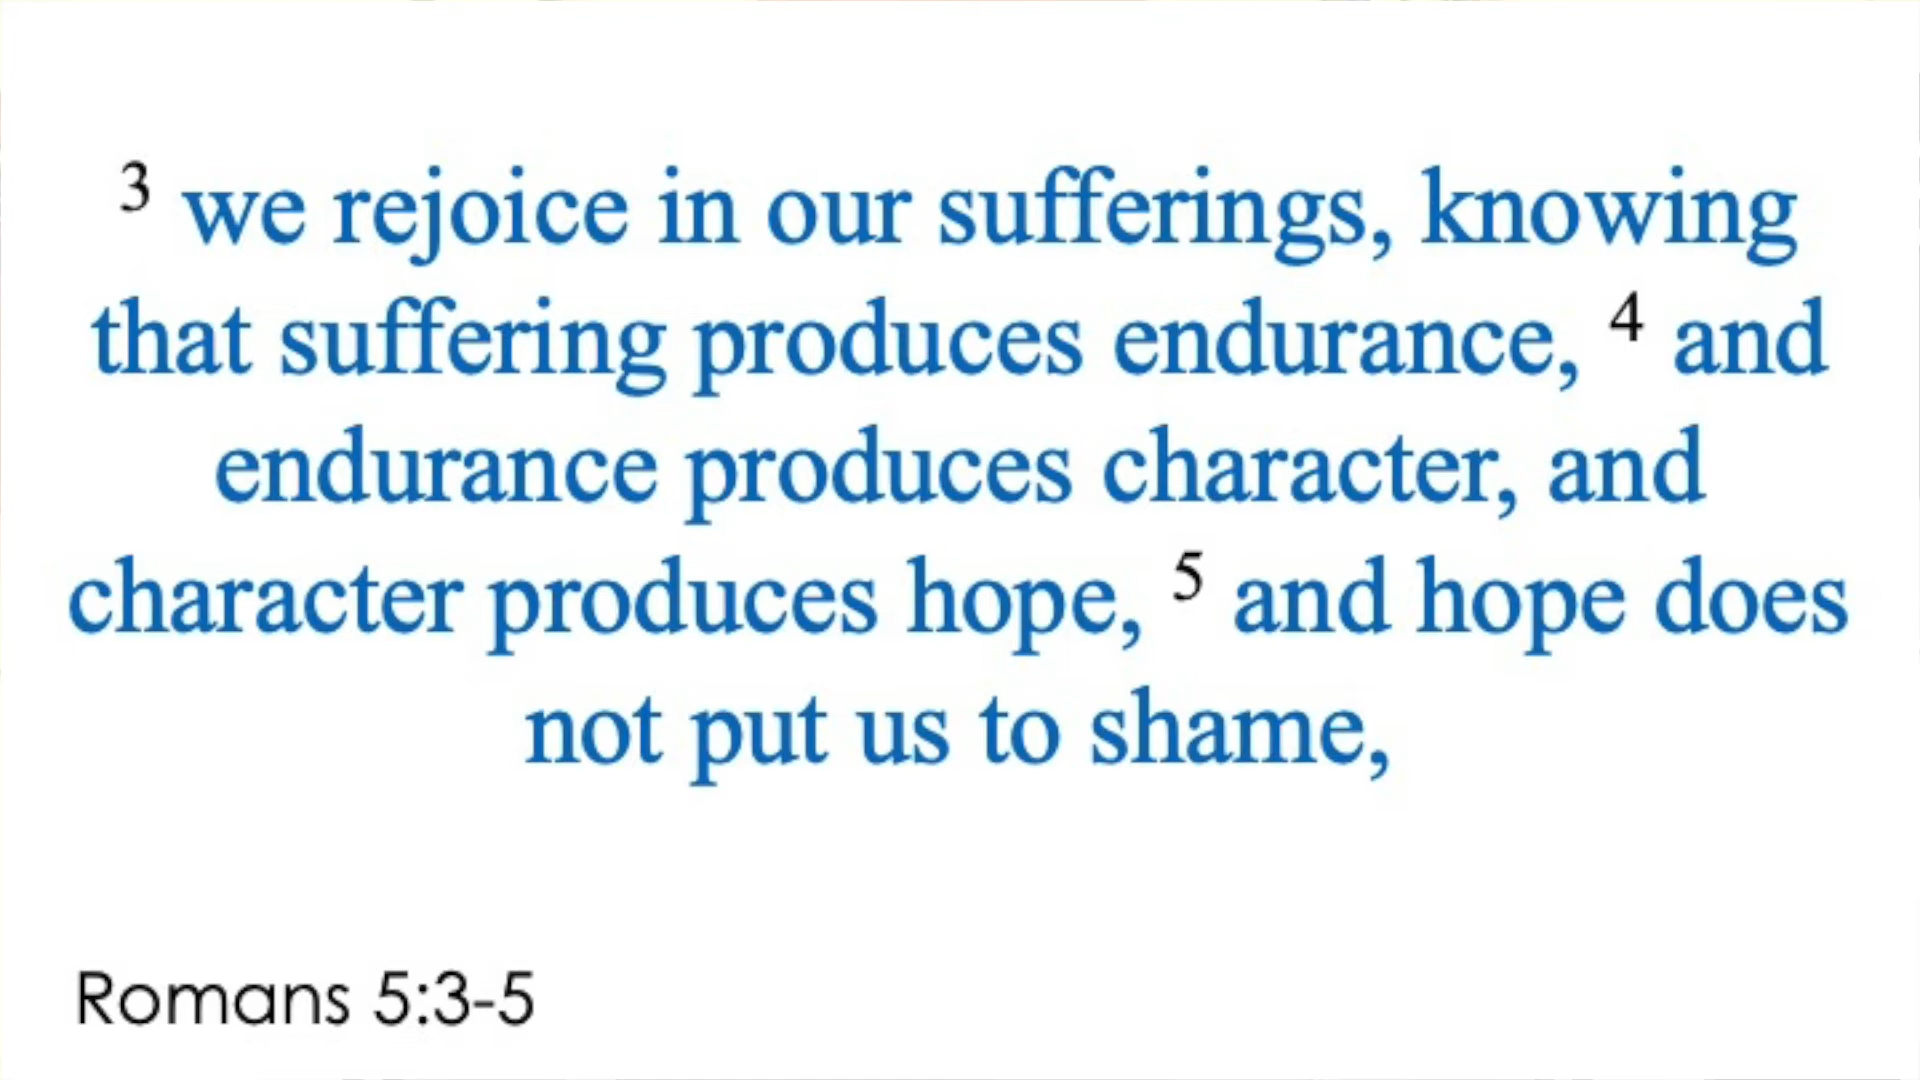 3 we rejoice in our sufferings, knowing
that suffering produces endurance, 4 and
endurance produces character, and
character produces hope, 5 and hope does
not put us to shame,
Romans 5:3-5